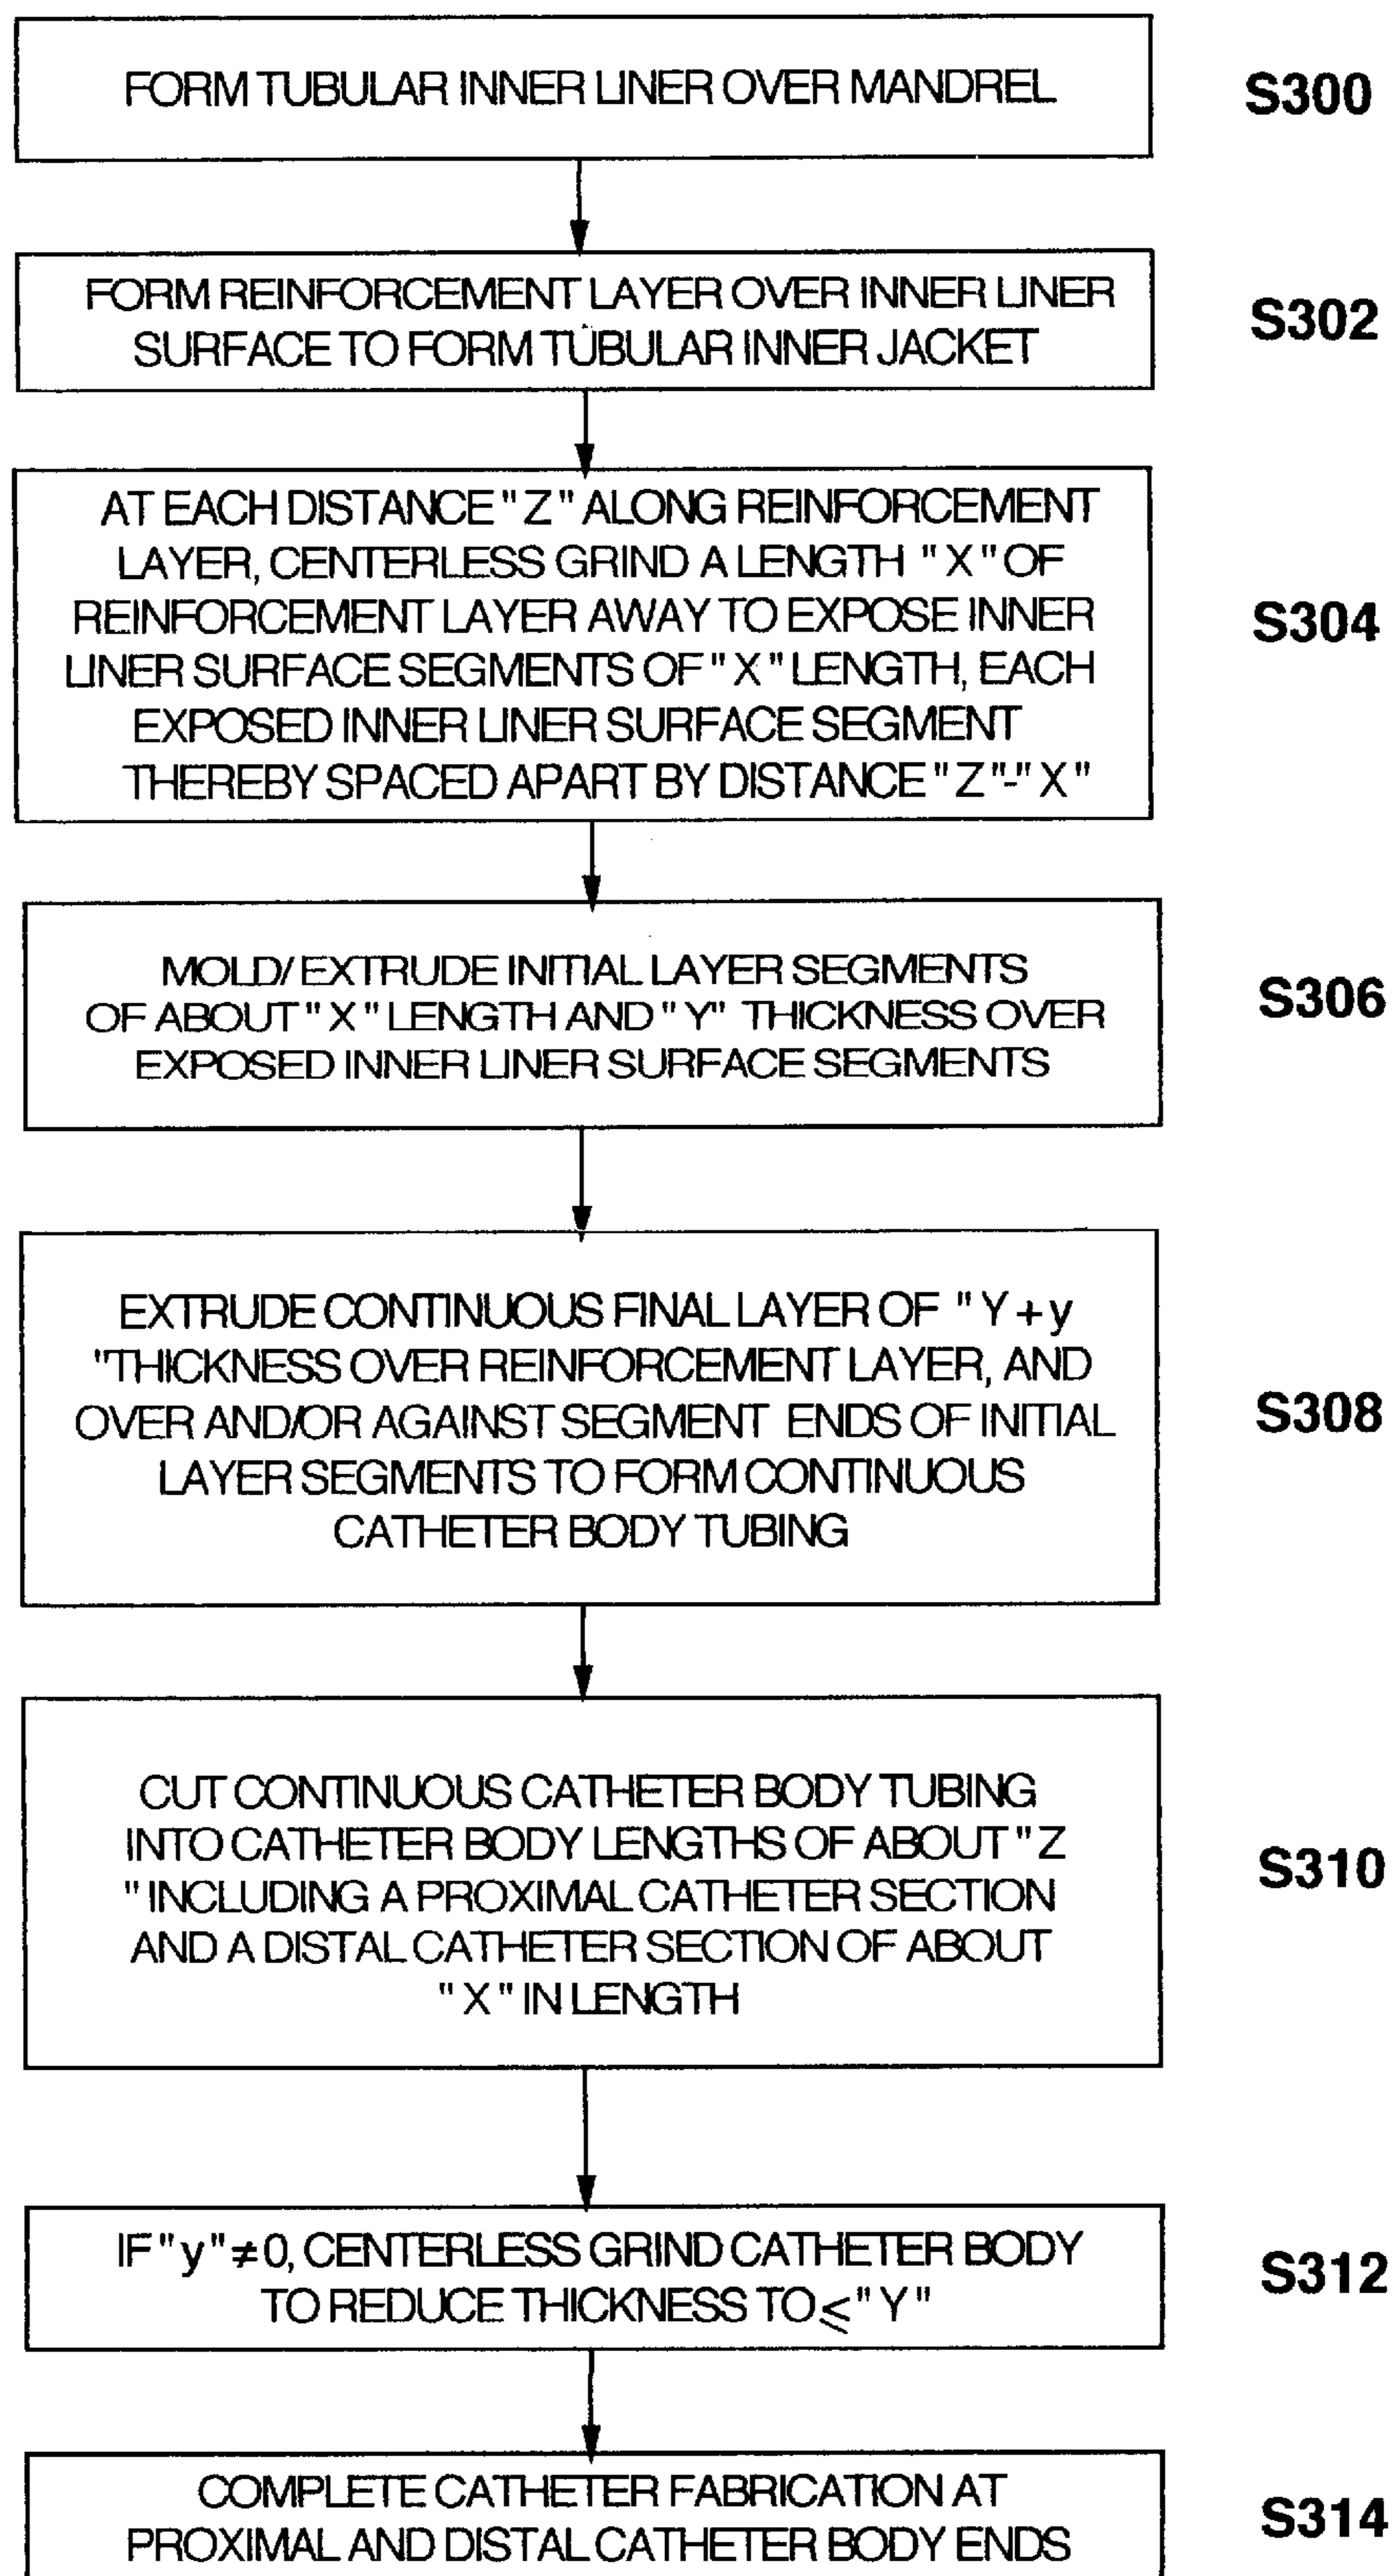 FORM TUBULAR INNER LINER OVER MANDREL
S300
FORM REINFORCEMENT LAYER OVER INNER LINER
SURFACE TO FORM TUBULAR INNER JACKET
S302
AT EACH DISTANCE "Z" ALONG REINFORCEMENT
LAYER, CENTERLESS GRIND A LENGTH "X" OF
REINFORCEMENT LAYER AWAY TO EXPOSE INNER
LINER SURFACE SEGMENTS OF "X" LENGTH, EACH
EXPOSED INNER LINER SURFACE SEGMENT
THEREBY SPACED APART BY DISTANCE "Z"-"X"
S304
MOLD/EXTRUDE INITIAL LAYER SEGMENTS
OF ABOUT "X" LENGTH AND "Y" THICKNESS OVER
EXPOSED INNER LINER SURFACE SEGMENTS
S306
EXTRUDE CONTINUOUS FINAL LAYER OF "Y+y
"THICKNESS OVER REINFORCEMENT LAYER, AND
OVER AND/OR AGAINST SEGMENT ENDS OF INITIAL
LAYER SEGMENTS TO FORM CONTINUOUS
CATHETER BODY TUBING
S308
CUT CONTINUOUS CATHETER BODY TUBING
INTO CATHETER BODY LENGTHS OF ABOUT "Z
" INCLUDING A PROXIMAL CATHETER SECTION
AND A DISTAL CATHETER SECTION OF ABOUT
"X" IN LENGTH
S310
IF "y" ≠ 0, CENTERLESS GRIND CATHETER BODY
TO REDUCE THICKNESS TO ≤ "Y"
S312
COMPLETE CATHETER FABRICATION AT
PROXIMAL AND DISTAL CATHETER BODY ENDS
S314